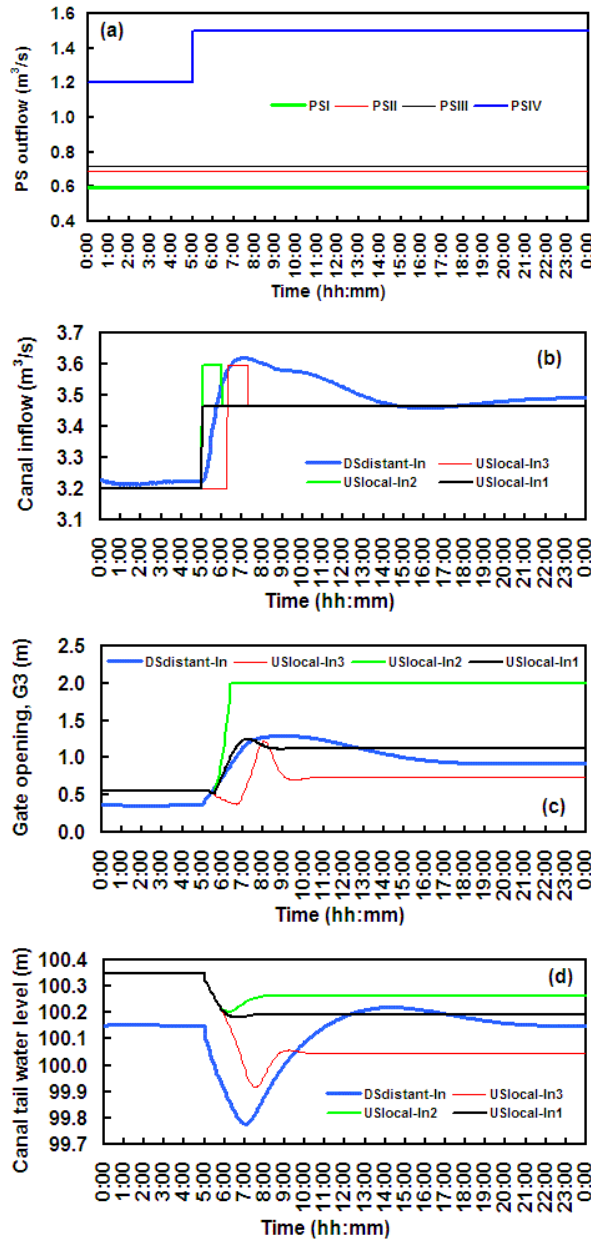 (a)
PS outflow (m³/s)
1.6
1.4
1.2
1.0
0.8
0.6
0.4
PSI PSII PSIII PSIV
0:00 1:00 2:00 3:00 4:00 5:00 6:00 7:00 8:00 9:00 10:00 11:00 12:00 13:00 14:00 15:00 16:00 17:00 18:00 19:00 20:00 21:00 22:00 23:00 0:00
Time (hh:mm)
(b)
Canal inflow (m³/s)
3.7
3.6
3.5
3.4
3.3
3.2
3.1
DSdistant-In USlocal-In3
USlocal-In2 USlocal-In1
0:00 1:00 2:00 3:00 4:00 5:00 6:00 7:00 8:00 9:00 10:00 11:00 12:00 13:00 14:00 15:00 16:00 17:00 18:00 19:00 20:00 21:00 22:00 23:00 0:00
Time (hh:mm)
Gate opening, G3 (m)
2.5
2.0
1.5
1.0
0.5
0.0
DSdistant-In USlocal-In3 USlocal-In2 USlocal-In1
(c)
0:00 1:00 2:00 3:00 4:00 5:00 6:00 7:00 8:00 9:00 10:00 11:00 12:00 13:00 14:00 15:00 16:00 17:00 18:00 19:00 20:00 21:00 22:00 23:00 0:00
Time (hh:mm)
Canal tail water level (m)
100.4
100.3
100.2
100.1
100.0
99.9
99.8
99.7
(d)
DSdistant-In USlocal-In3
USlocal-In2 USlocal-In1
0:00 1:00 2:00 3:00 4:00 5:00 6:00 7:00 8:00 9:00 10:00 11:00 12:00 13:00 14:00 15:00 16:00 17:00 18:00 19:00 20:00 21:00 22:00 23:00 0:00
Time (hh:mm)